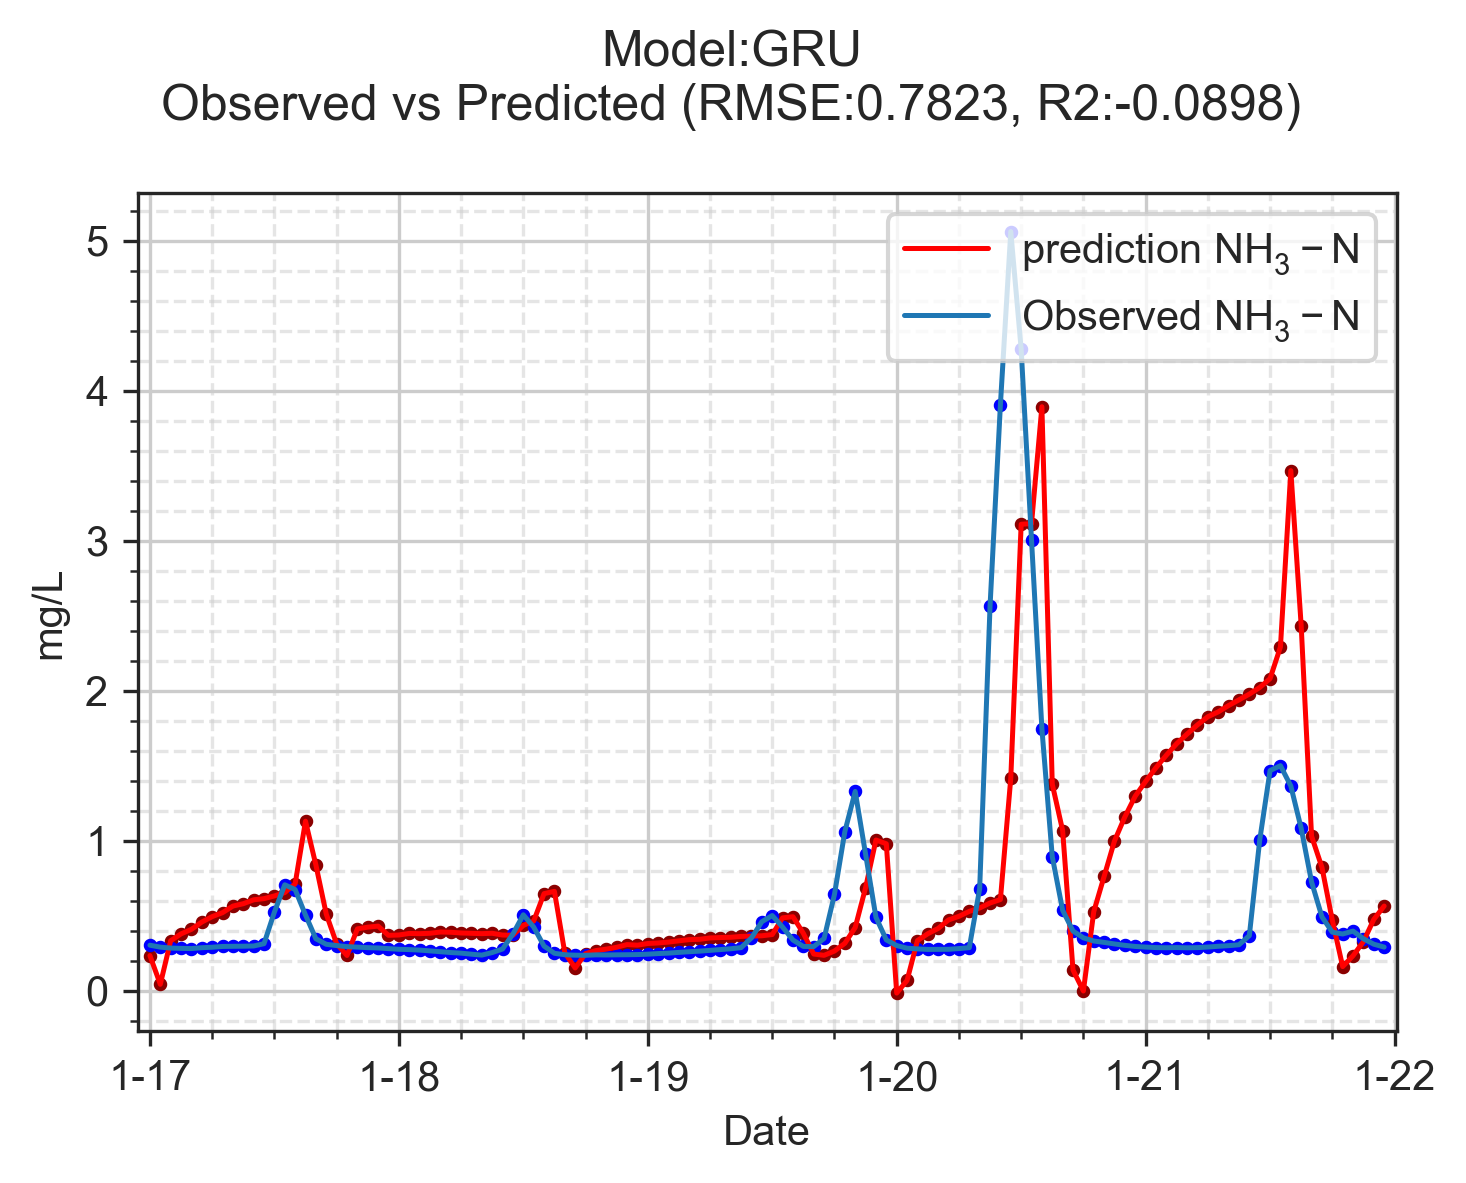 Model:GRU
Observed vs Predicted (RMSE:0.7823, R2:-0.0898)
prediction NH₃ − N
Observed NH₃ − N
5
4
3
2
1
0
mg/L
1-17 1-18 1-19 1-20 1-21 1-22
Date